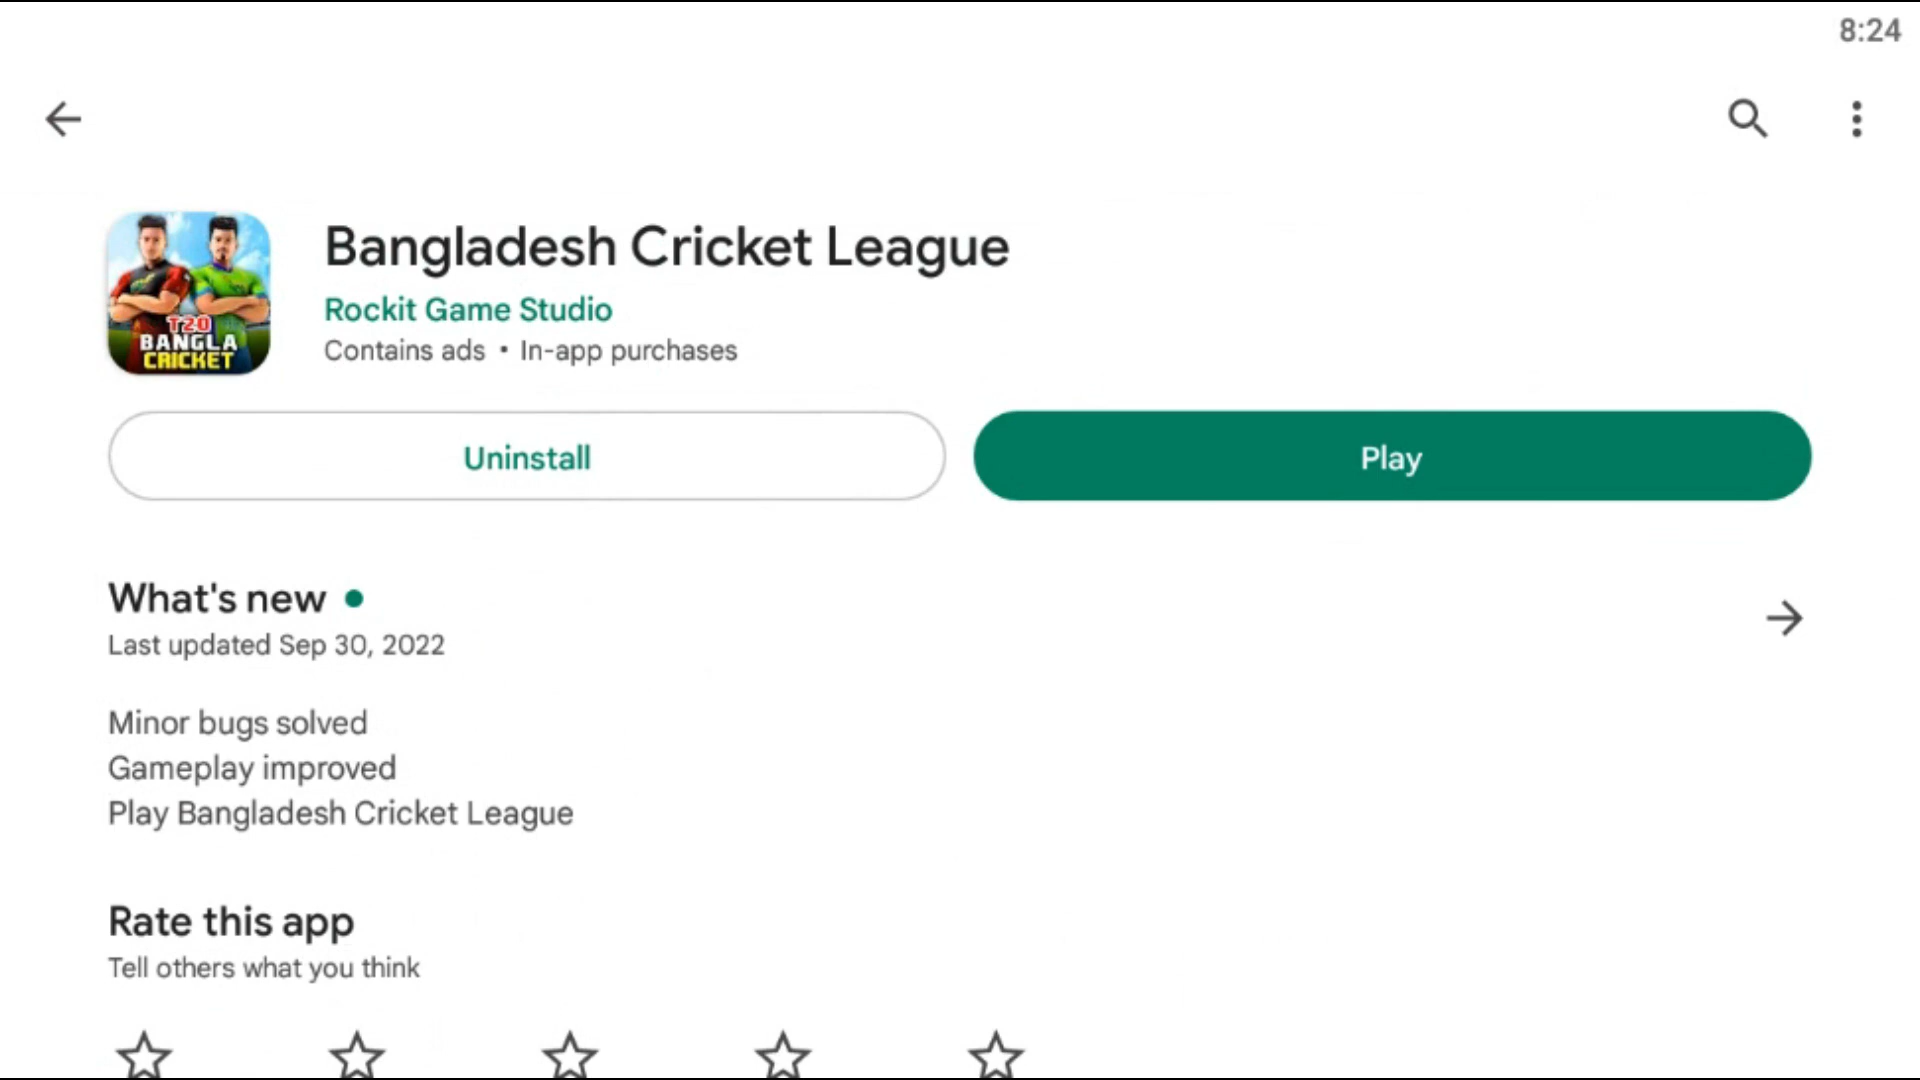 8:24
Bangladesh Cricket League
Rockit Game Studio
Contains ads • In-app purchases
T20
BANGLA
CRICKET
Uninstall
Play
What's new
Last updated Sep 30, 2022
Minor bugs solved
Gameplay improved
Play Bangladesh Cricket League
Rate this app
Tell others what you think